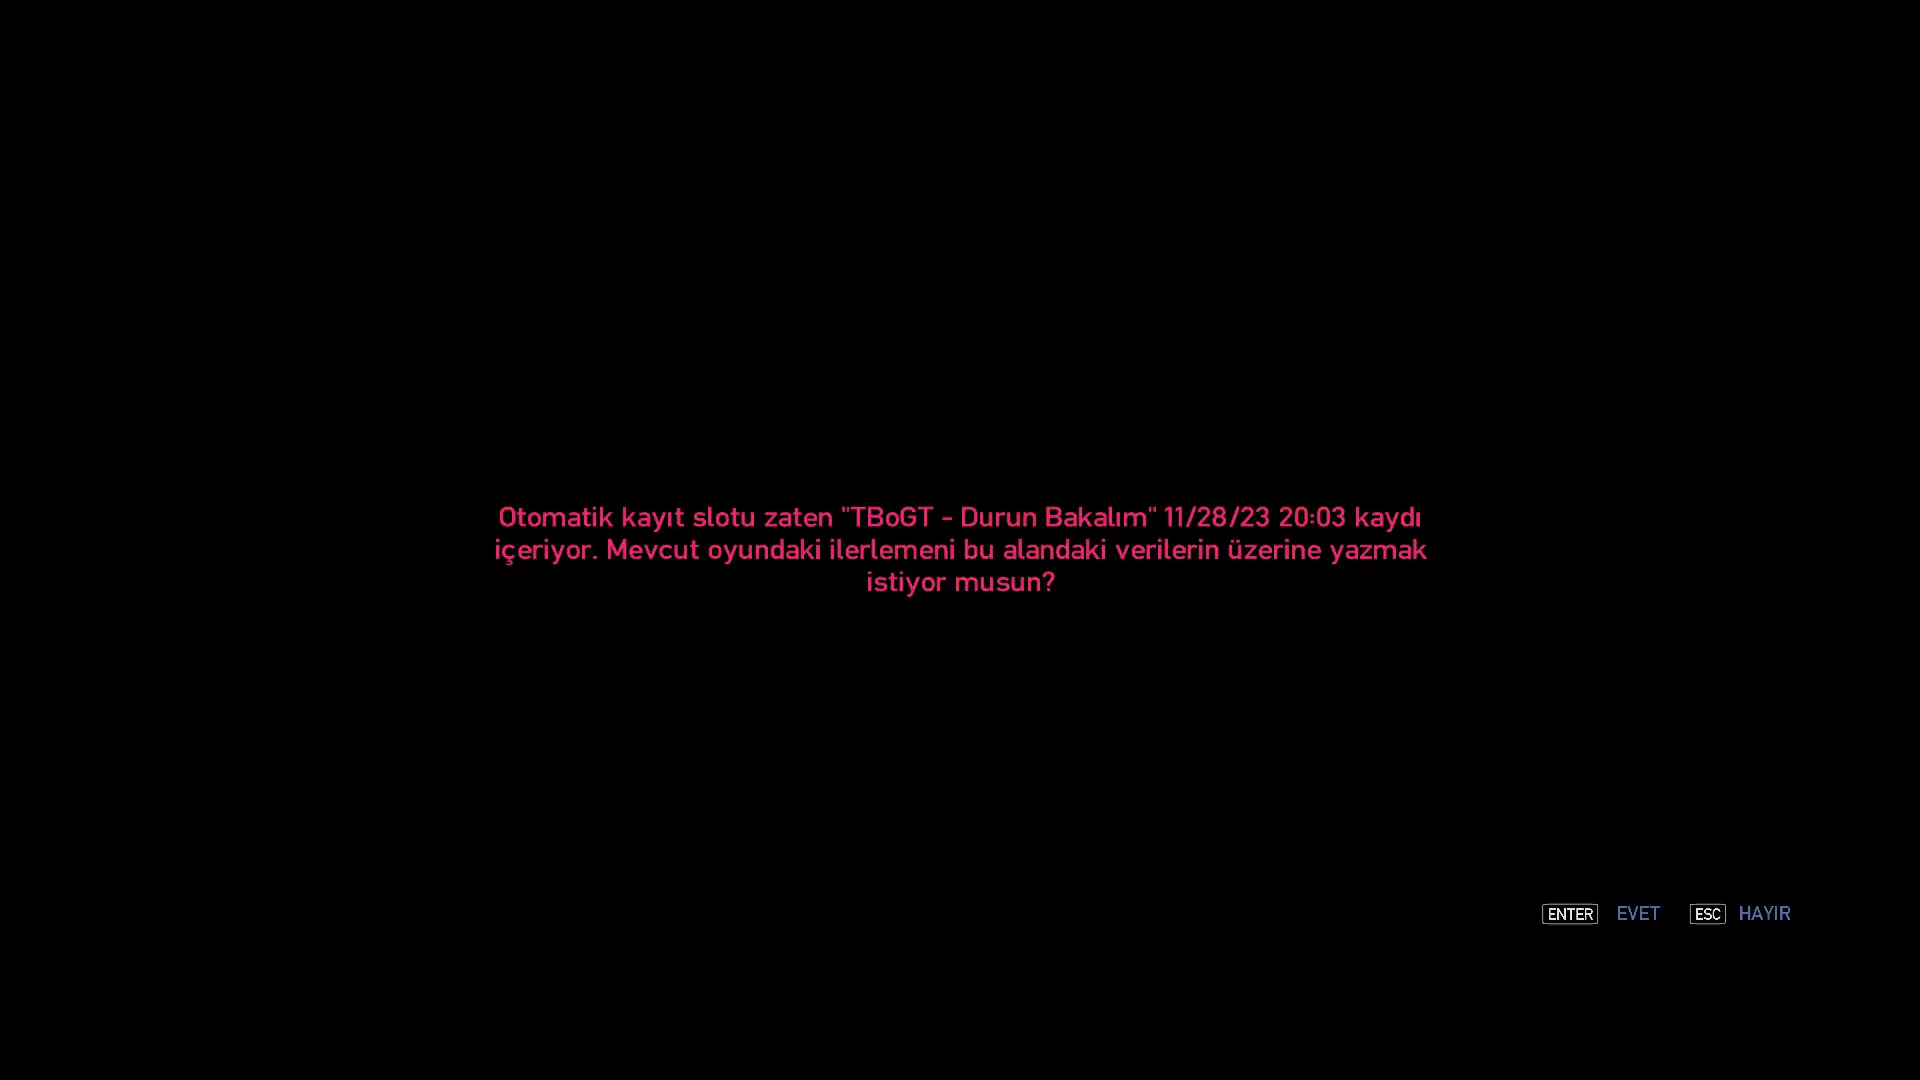 Otomatik kayıt slotu zaten "TBoGT - Durun Bakalım" 11/28/23 20:03 kaydı
içeriyor. Mevcut oyundaki ilerlemeni bu alandaki verilerin üzerine yazmak
istiyor musun?
ENTER EVET ESC HAYIR